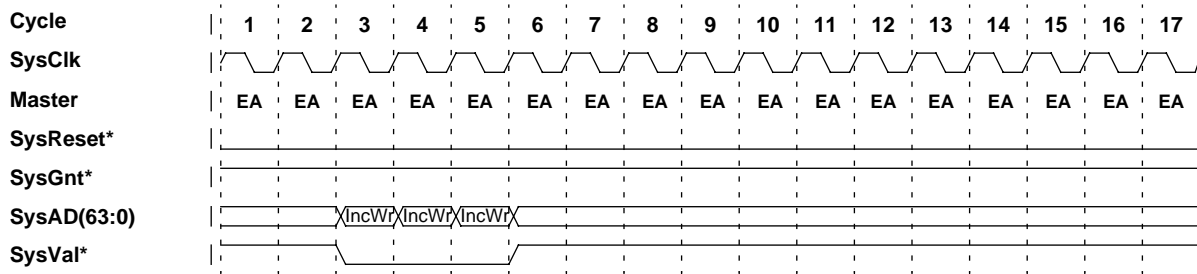 Cycle 1 2 3 4 5 6 7 8 9 10 11 12 13 14 15 16 17
SysClk
Master EA EA EA EA EA EA EA EA EA EA EA EA EA EA EA EA EA
SysReset*
SysGnt*
SysAD(63:0) IncWr IncWr IncWr
SysVal*